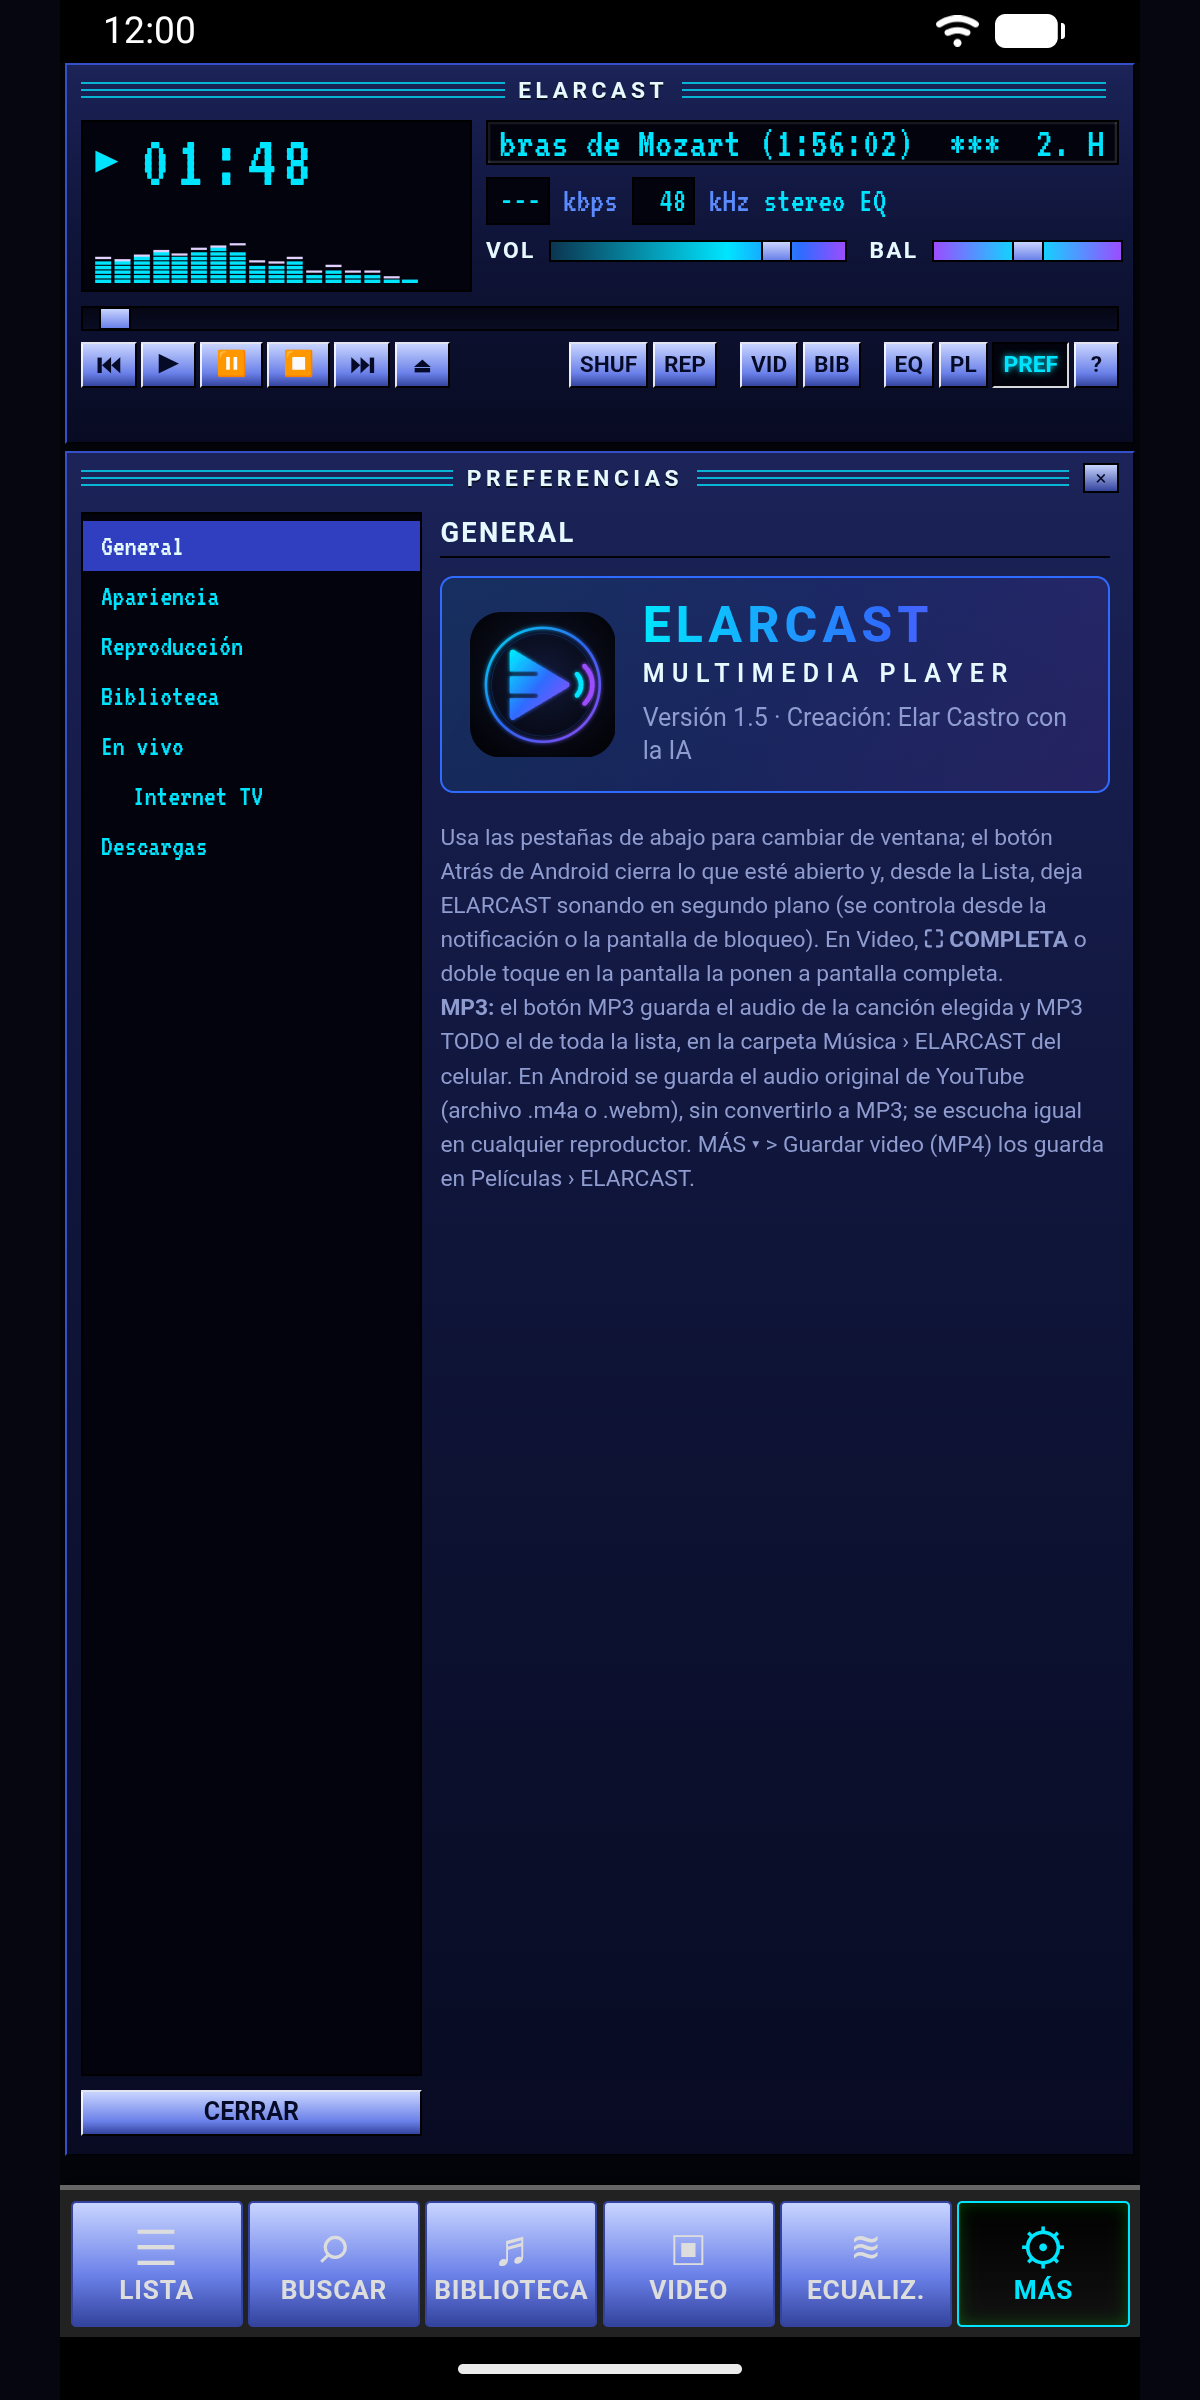 12:00
ELARCAST
01:48
bras de Mozart (1:56:02)  ***  2. H
--- kbps 48 kHz stereo EQ
VOL BAL
SHUF REP VID BIB EQ PL PREF ?
PREFERENCIAS
×
General
Apariencia
Reproducción
Biblioteca
En vivo
Internet TV
Descargas
CERRAR
GENERAL
ELARCAST
MULTIMEDIA PLAYER
Versión 1.5 · Creación: Elar Castro con
la IA
Usa las pestañas de abajo para cambiar de ventana; el botón
Atrás de Android cierra lo que esté abierto y, desde la Lista, deja
ELARCAST sonando en segundo plano (se controla desde la
notificación o la pantalla de bloqueo). En Video, ⛶ COMPLETA o
doble toque en la pantalla la ponen a pantalla completa.
MP3: el botón MP3 guarda el audio de la canción elegida y MP3
TODO el de toda la lista, en la carpeta Música › ELARCAST del
celular. En Android se guarda el audio original de YouTube
(archivo .m4a o .webm), sin convertirlo a MP3; se escucha igual
en cualquier reproductor. MÁS ▾ > Guardar video (MP4) los guarda
en Películas › ELARCAST.
LISTA BUSCAR BIBLIOTECA VIDEO ECUALIZ. MÁS